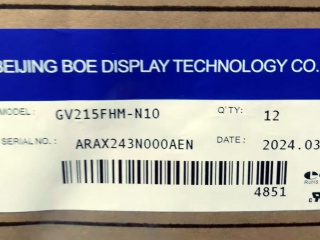 BEIJING BOE DISPLAY TECHNOLOGY CO.
MODEL: GV215FHM-N10 Q'TY: 12
SERIAL NO.: ARAX243N000AEN DATE: 2024.03
4851